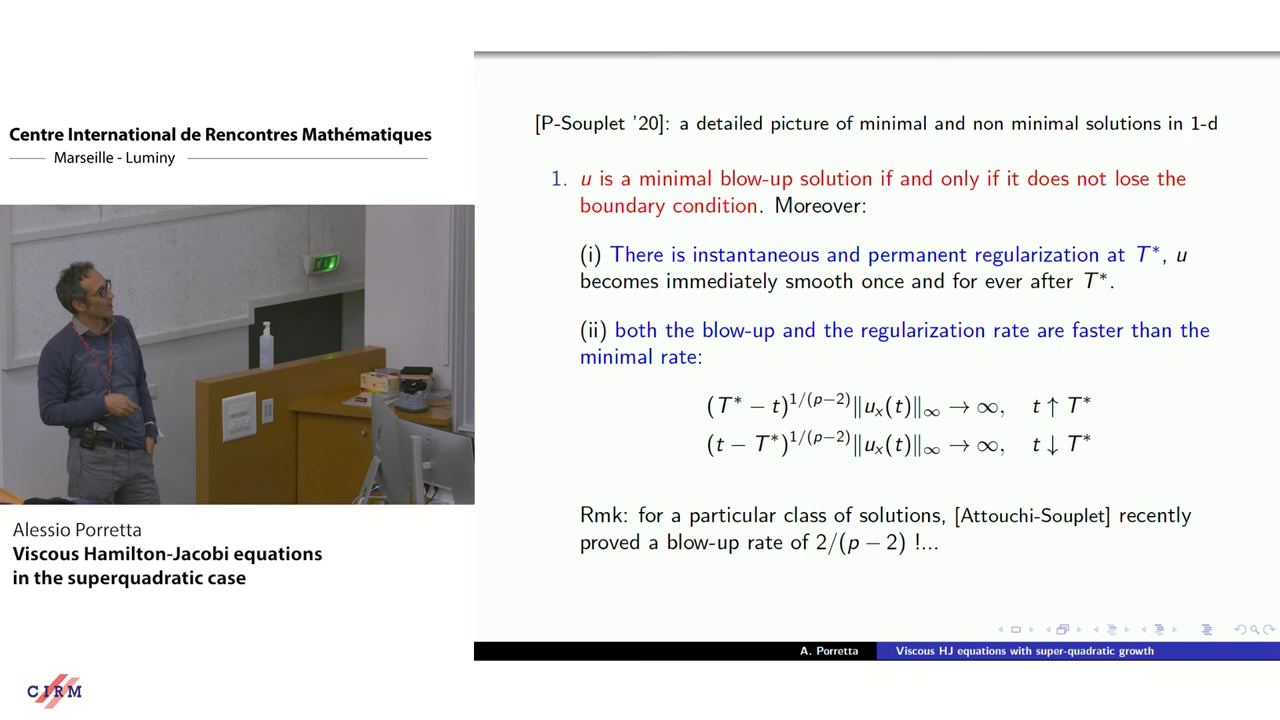 Centre International de Rencontres Mathématiques
Marseille - Luminy
Alessio Porretta
Viscous Hamilton-Jacobi equations
in the superquadratic case
CIRM
[P-Souplet '20]: a detailed picture of minimal and non minimal solutions in 1-d
1. u is a minimal blow-up solution if and only if it does not lose the
boundary condition. Moreover:
(i) There is instantaneous and permanent regularization at T*, u
becomes immediately smooth once and for ever after T*.
(ii) both the blow-up and the regularization rate are faster than the
minimal rate:
(T* − t)^{1/(p−2)}‖u_x(t)‖_∞ → ∞, t ↑ T*
(t − T*)^{1/(p−2)}‖u_x(t)‖_∞ → ∞, t ↓ T*
Rmk: for a particular class of solutions, [Attouchi-Souplet] recently
proved a blow-up rate of 2/(p − 2) !...
A. Porretta
Viscous HJ equations with super-quadratic growth